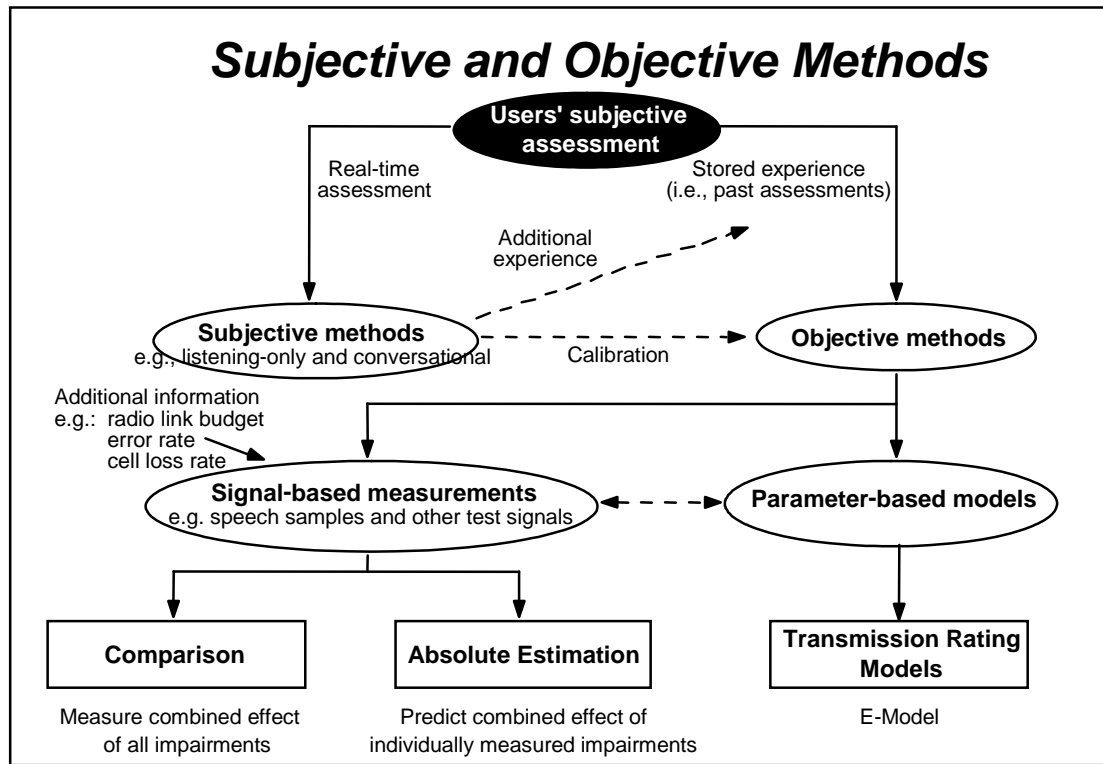 Subjective and Objective Methods
Users' subjective
assessment
Real-time
assessment
Stored experience
(i.e., past assessments)
Additional
experience
Subjective methods
e.g., listening-only and conversational
Calibration
Objective methods
Additional information
e.g.: radio link budget
error rate
cell loss rate
Signal-based measurements
e.g. speech samples and other test signals
Parameter-based models
Comparison
Absolute Estimation
Transmission Rating
Models
Measure combined effect
of all impairments
Predict combined effect of
individually measured impairments
E-Model